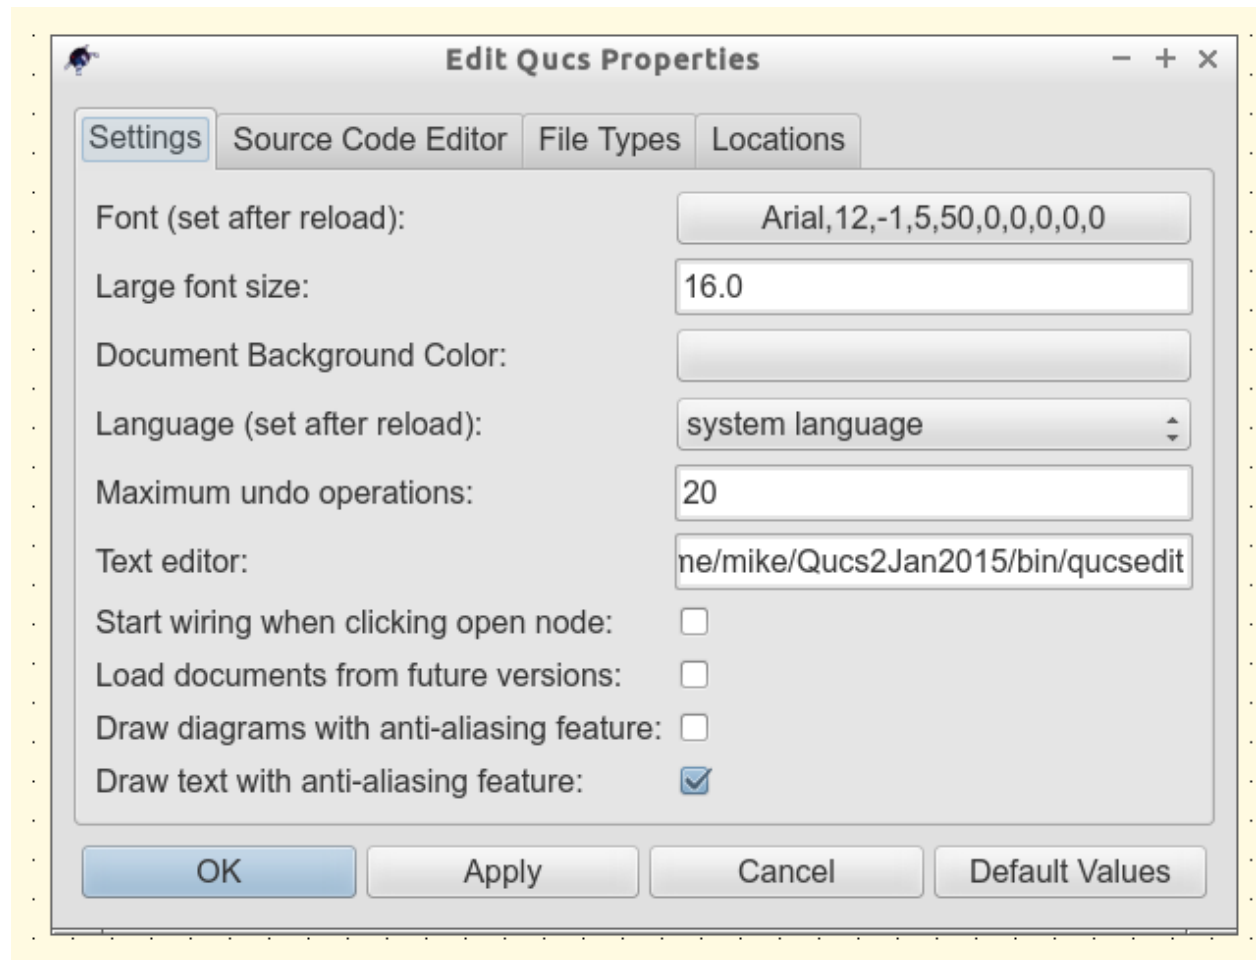 Edit Qucs Properties
Settings Source Code Editor File Types Locations
Font (set after reload): Arial,12,-1,5,50,0,0,0,0,0
Large font size: 16.0
Document Background Color:
Language (set after reload): system language
Maximum undo operations: 20
Text editor: me/mike/Qucs2Jan2015/bin/qucsedit
Start wiring when clicking open node:
Load documents from future versions:
Draw diagrams with anti-aliasing feature:
Draw text with anti-aliasing feature:
OK Apply Cancel Default Values